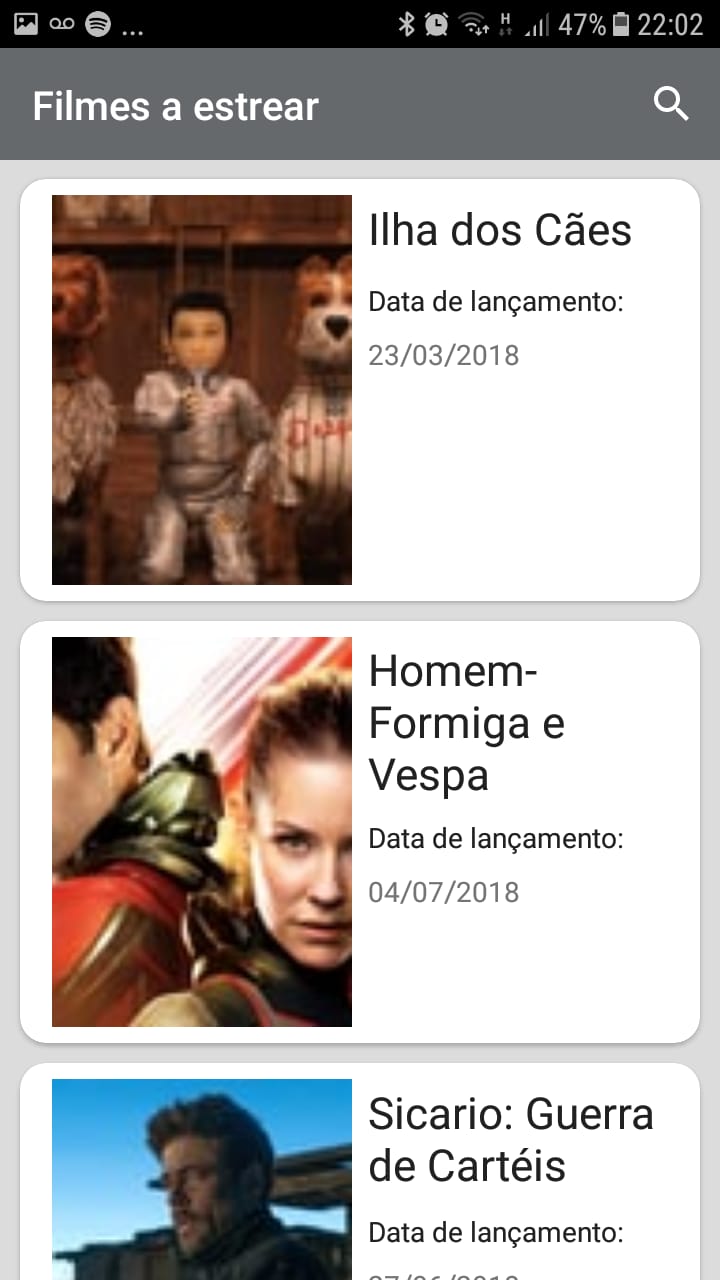 ... H 47% 22:02
Filmes a estrear
Ilha dos Cães
Data de lançamento:
23/03/2018
Homem-
Formiga e
Vespa
Data de lançamento:
04/07/2018
Sicario: Guerra
de Cartéis
Data de lançamento: